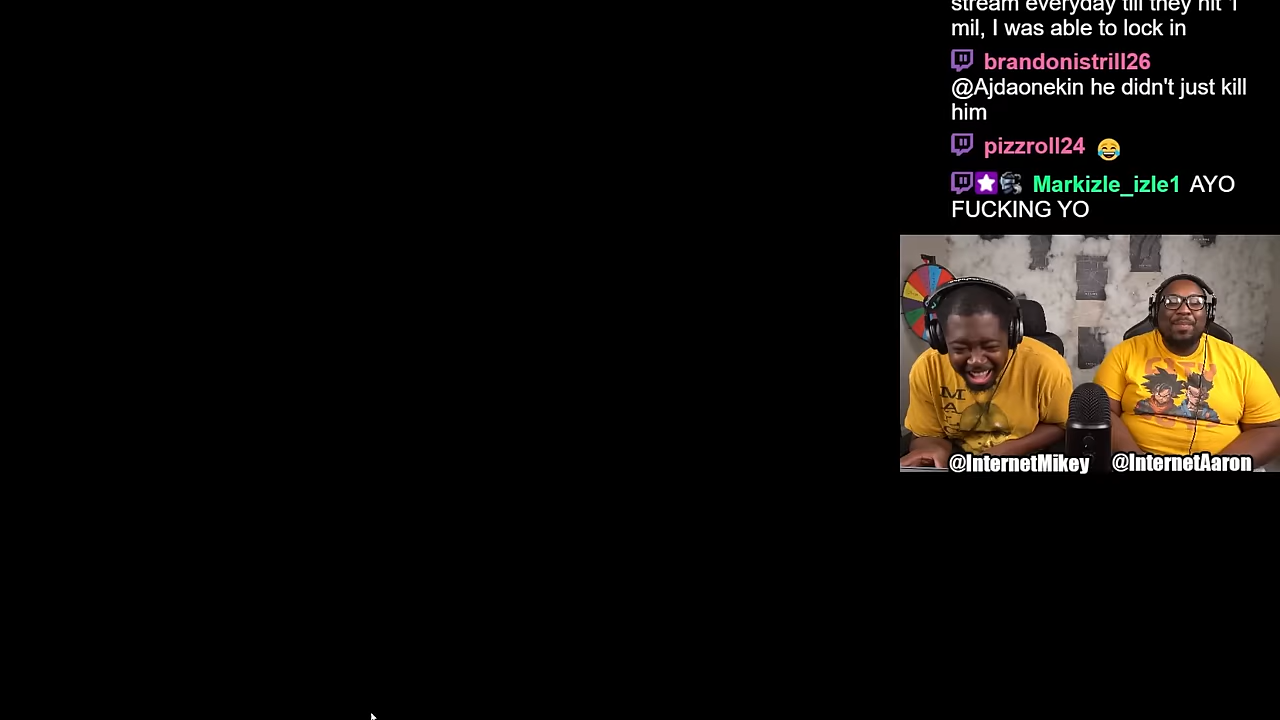 stream everyday till they hit 1
mil, I was able to lock in
brandonistrill26
@Ajdaonekin he didn't just kill
him
pizzroll24 😂
Markizle_izle1 AYO
FUCKING YO
@InternetMikey
@InternetAaron